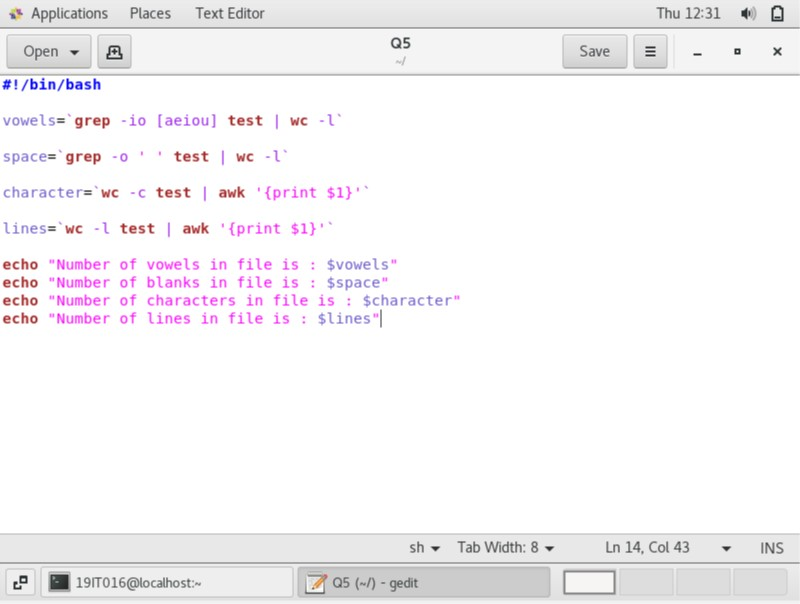 Applications Places Text Editor Thu 12:31
Open Q5 Save
~/
#!/bin/bash
vowels=`grep -io [aeiou] test | wc -l`
space=`grep -o ' ' test | wc -l`
character=`wc -c test | awk '{print $1}'`
lines=`wc -l test | awk '{print $1}'`
echo "Number of vowels in file is : $vowels"
echo "Number of blanks in file is : $space"
echo "Number of characters in file is : $character"
echo "Number of lines in file is : $lines"
sh Tab Width: 8 Ln 14, Col 43 INS
19IT016@localhost:~ Q5 (~/) - gedit